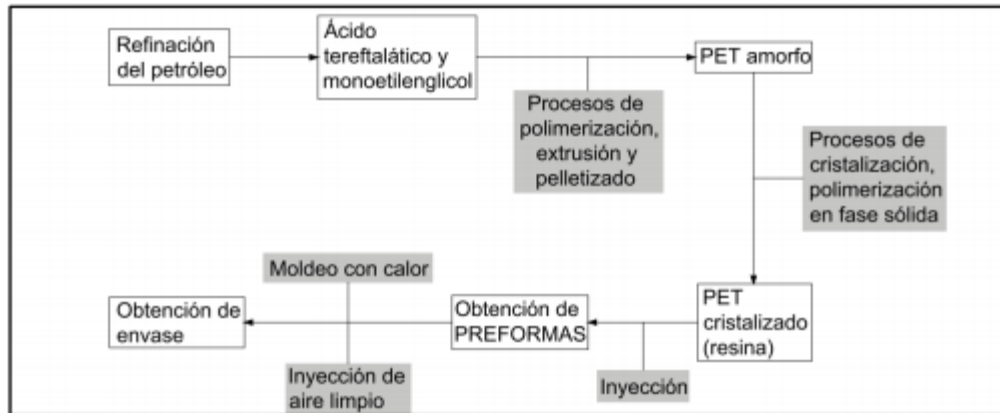 Refinación
del petróleo
Ácido
tereftalático y
monoetilenglicol
PET amorfo
Procesos de
polimerización,
extrusión y
pelletizado
Procesos de
cristalización,
polimerización
en fase sólida
Moldeo con calor
Obtención de
envase
Obtención de
PREFORMAS
PET
cristalizado
(resina)
Inyección de
aire limpio
Inyección